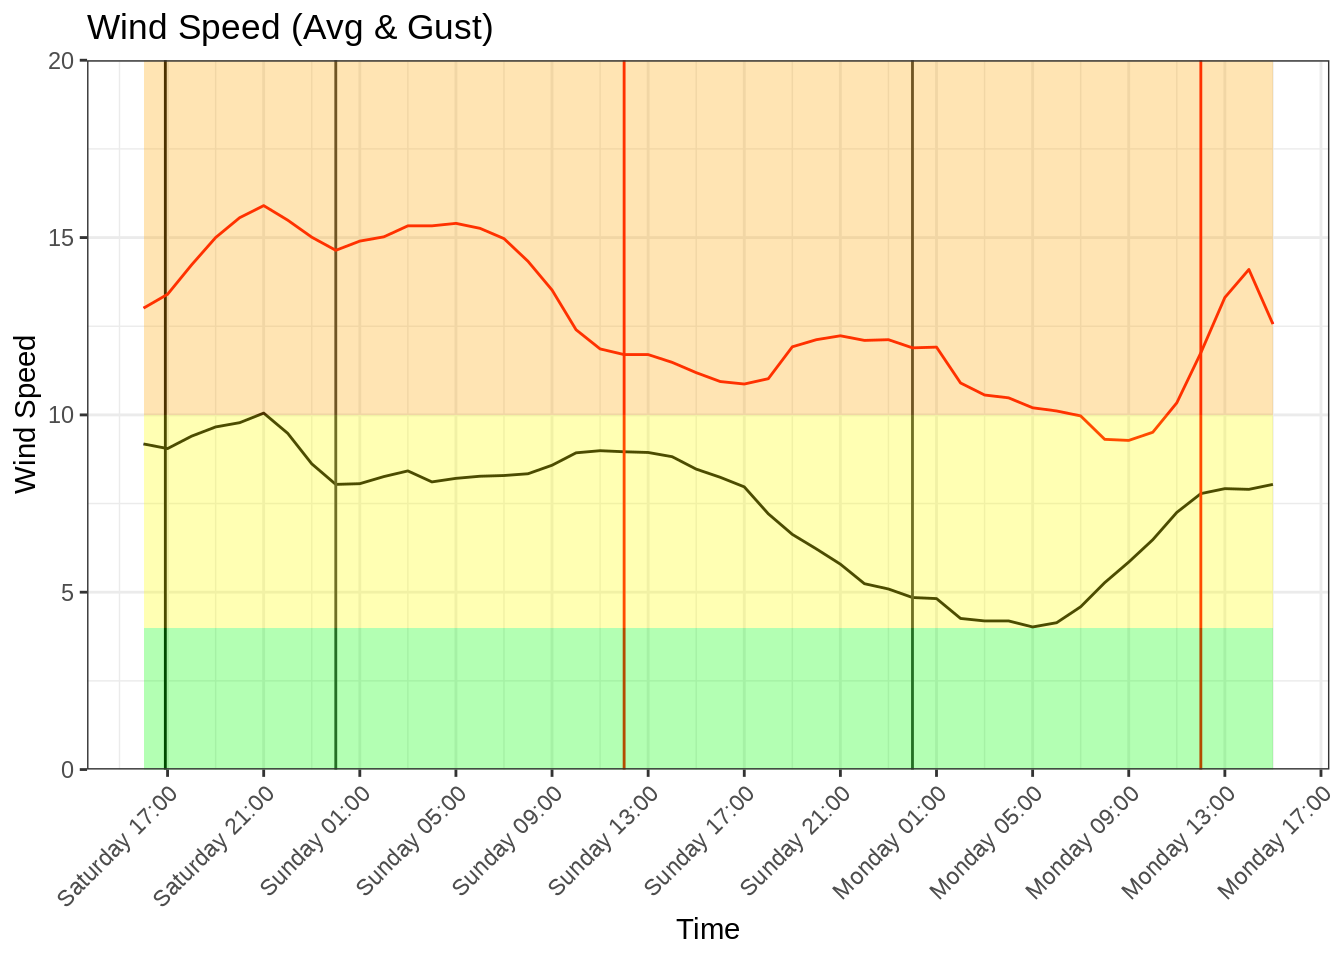 Wind Speed (Avg & Gust)
Wind Speed
20
15
10
5
0
Saturday 17:00
Saturday 21:00
Sunday 01:00
Sunday 05:00
Sunday 09:00
Sunday 13:00
Sunday 17:00
Sunday 21:00
Monday 01:00
Monday 05:00
Monday 09:00
Monday 13:00
Monday 17:00
Time